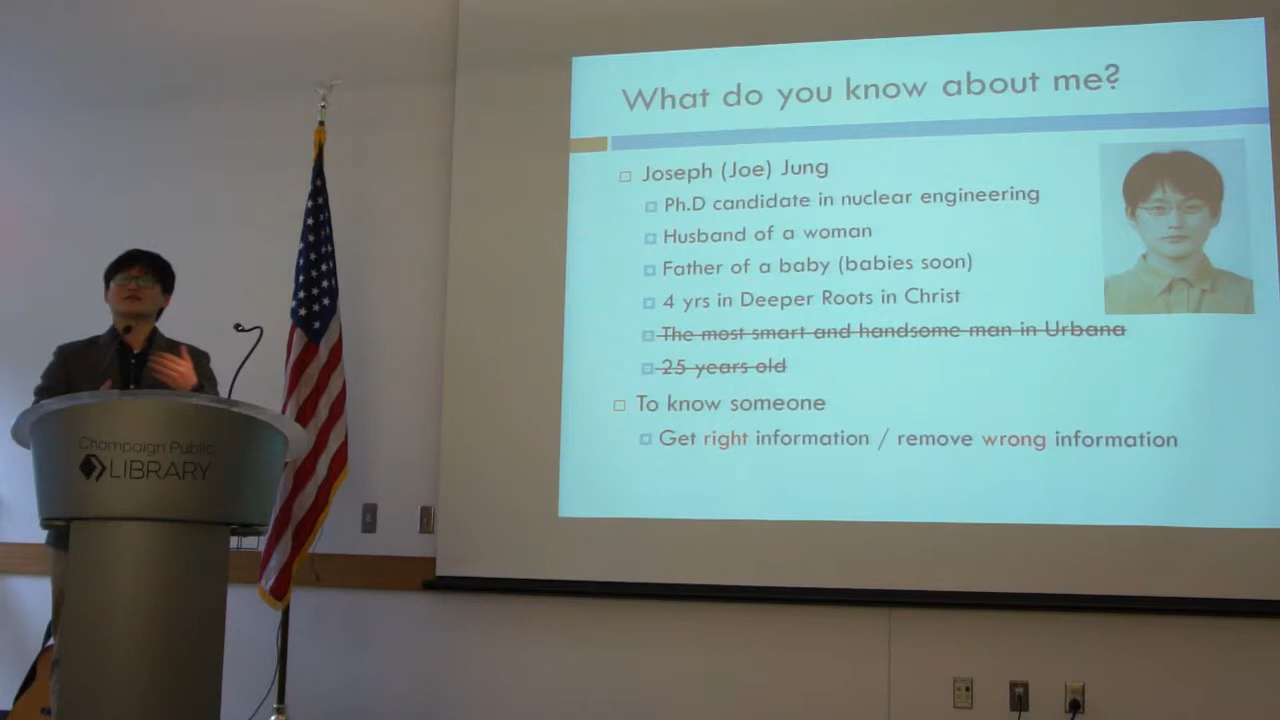 What do you know about me?
Joseph (Joe) Jung
Ph.D candidate in nuclear engineering
Husband of a woman
Father of a baby (babies soon)
4 yrs in Deeper Roots in Christ
The most smart and handsome man in Urbana
25 years old
To know someone
Get right information / remove wrong information
Champaign Public
LIBRARY